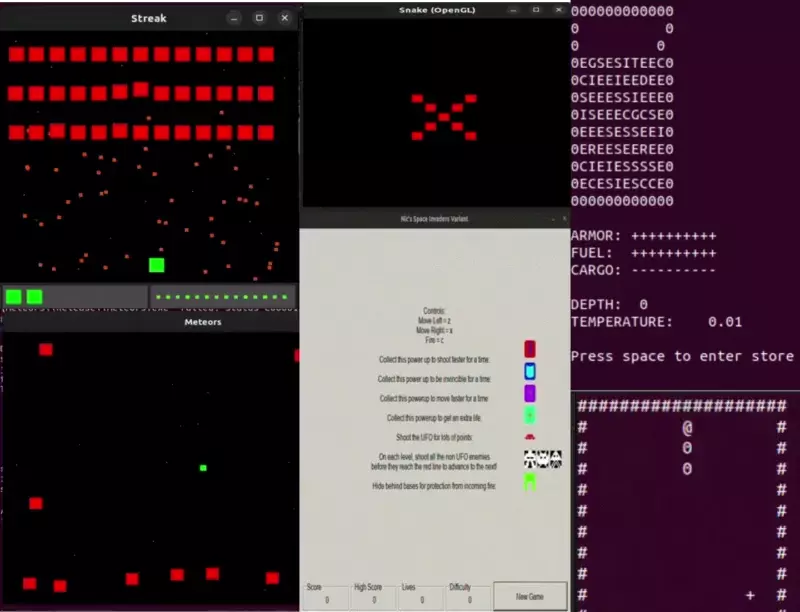 Streak
Meteors
Snake (OpenGL)
Nic's Space Invaders Variant
Controls:
Move Left = z
Move Right = x
Fire = c
Collect this power up to shoot faster for a time.
Collect this power up to be invincible for a time.
Collect this powerup to move faster for a time
Collect this powerup to get an extra life.
Shoot the UFO for lots of points:
On each level, shoot all the non UFO enemies
before they reach the red line to advance to the next!
Hide behind bases for protection from incoming fire:
Score
0
High Score
0
Lives
0
Difficulty
0
New Game
000000000000
0          0
0         0
0EGSESITEEC0
0CIEEIEEDEE0
0SEEESSIEEE0
0ISEEECGCSE0
0EEESESSEEI0
0EREESEEREE0
0CIEIESSSSE0
0ECESIESCCE0
000000000000
ARMOR: ++++++++++
FUEL:  ++++++++++
CARGO: ----------
DEPTH:  0
TEMPERATURE:    0.01
Press space to enter store
####################
#         @        #
#         0        #
#         0        #
#                  #
#                  #
#                  #
#                  #
#                  #
#               +  #